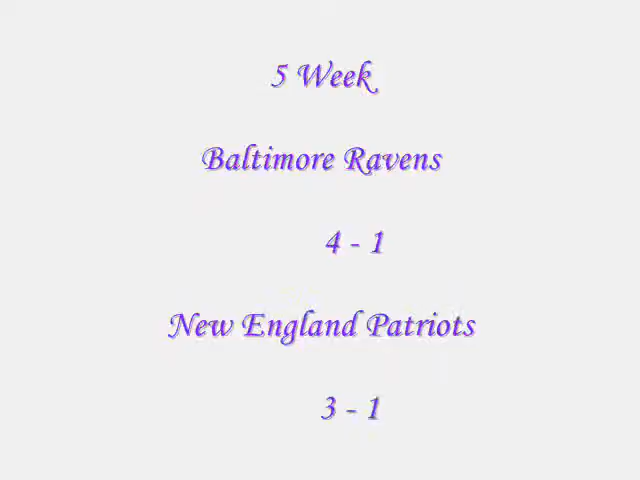 5 Week
Baltimore Ravens
4 - 1
New England Patriots
3 - 1